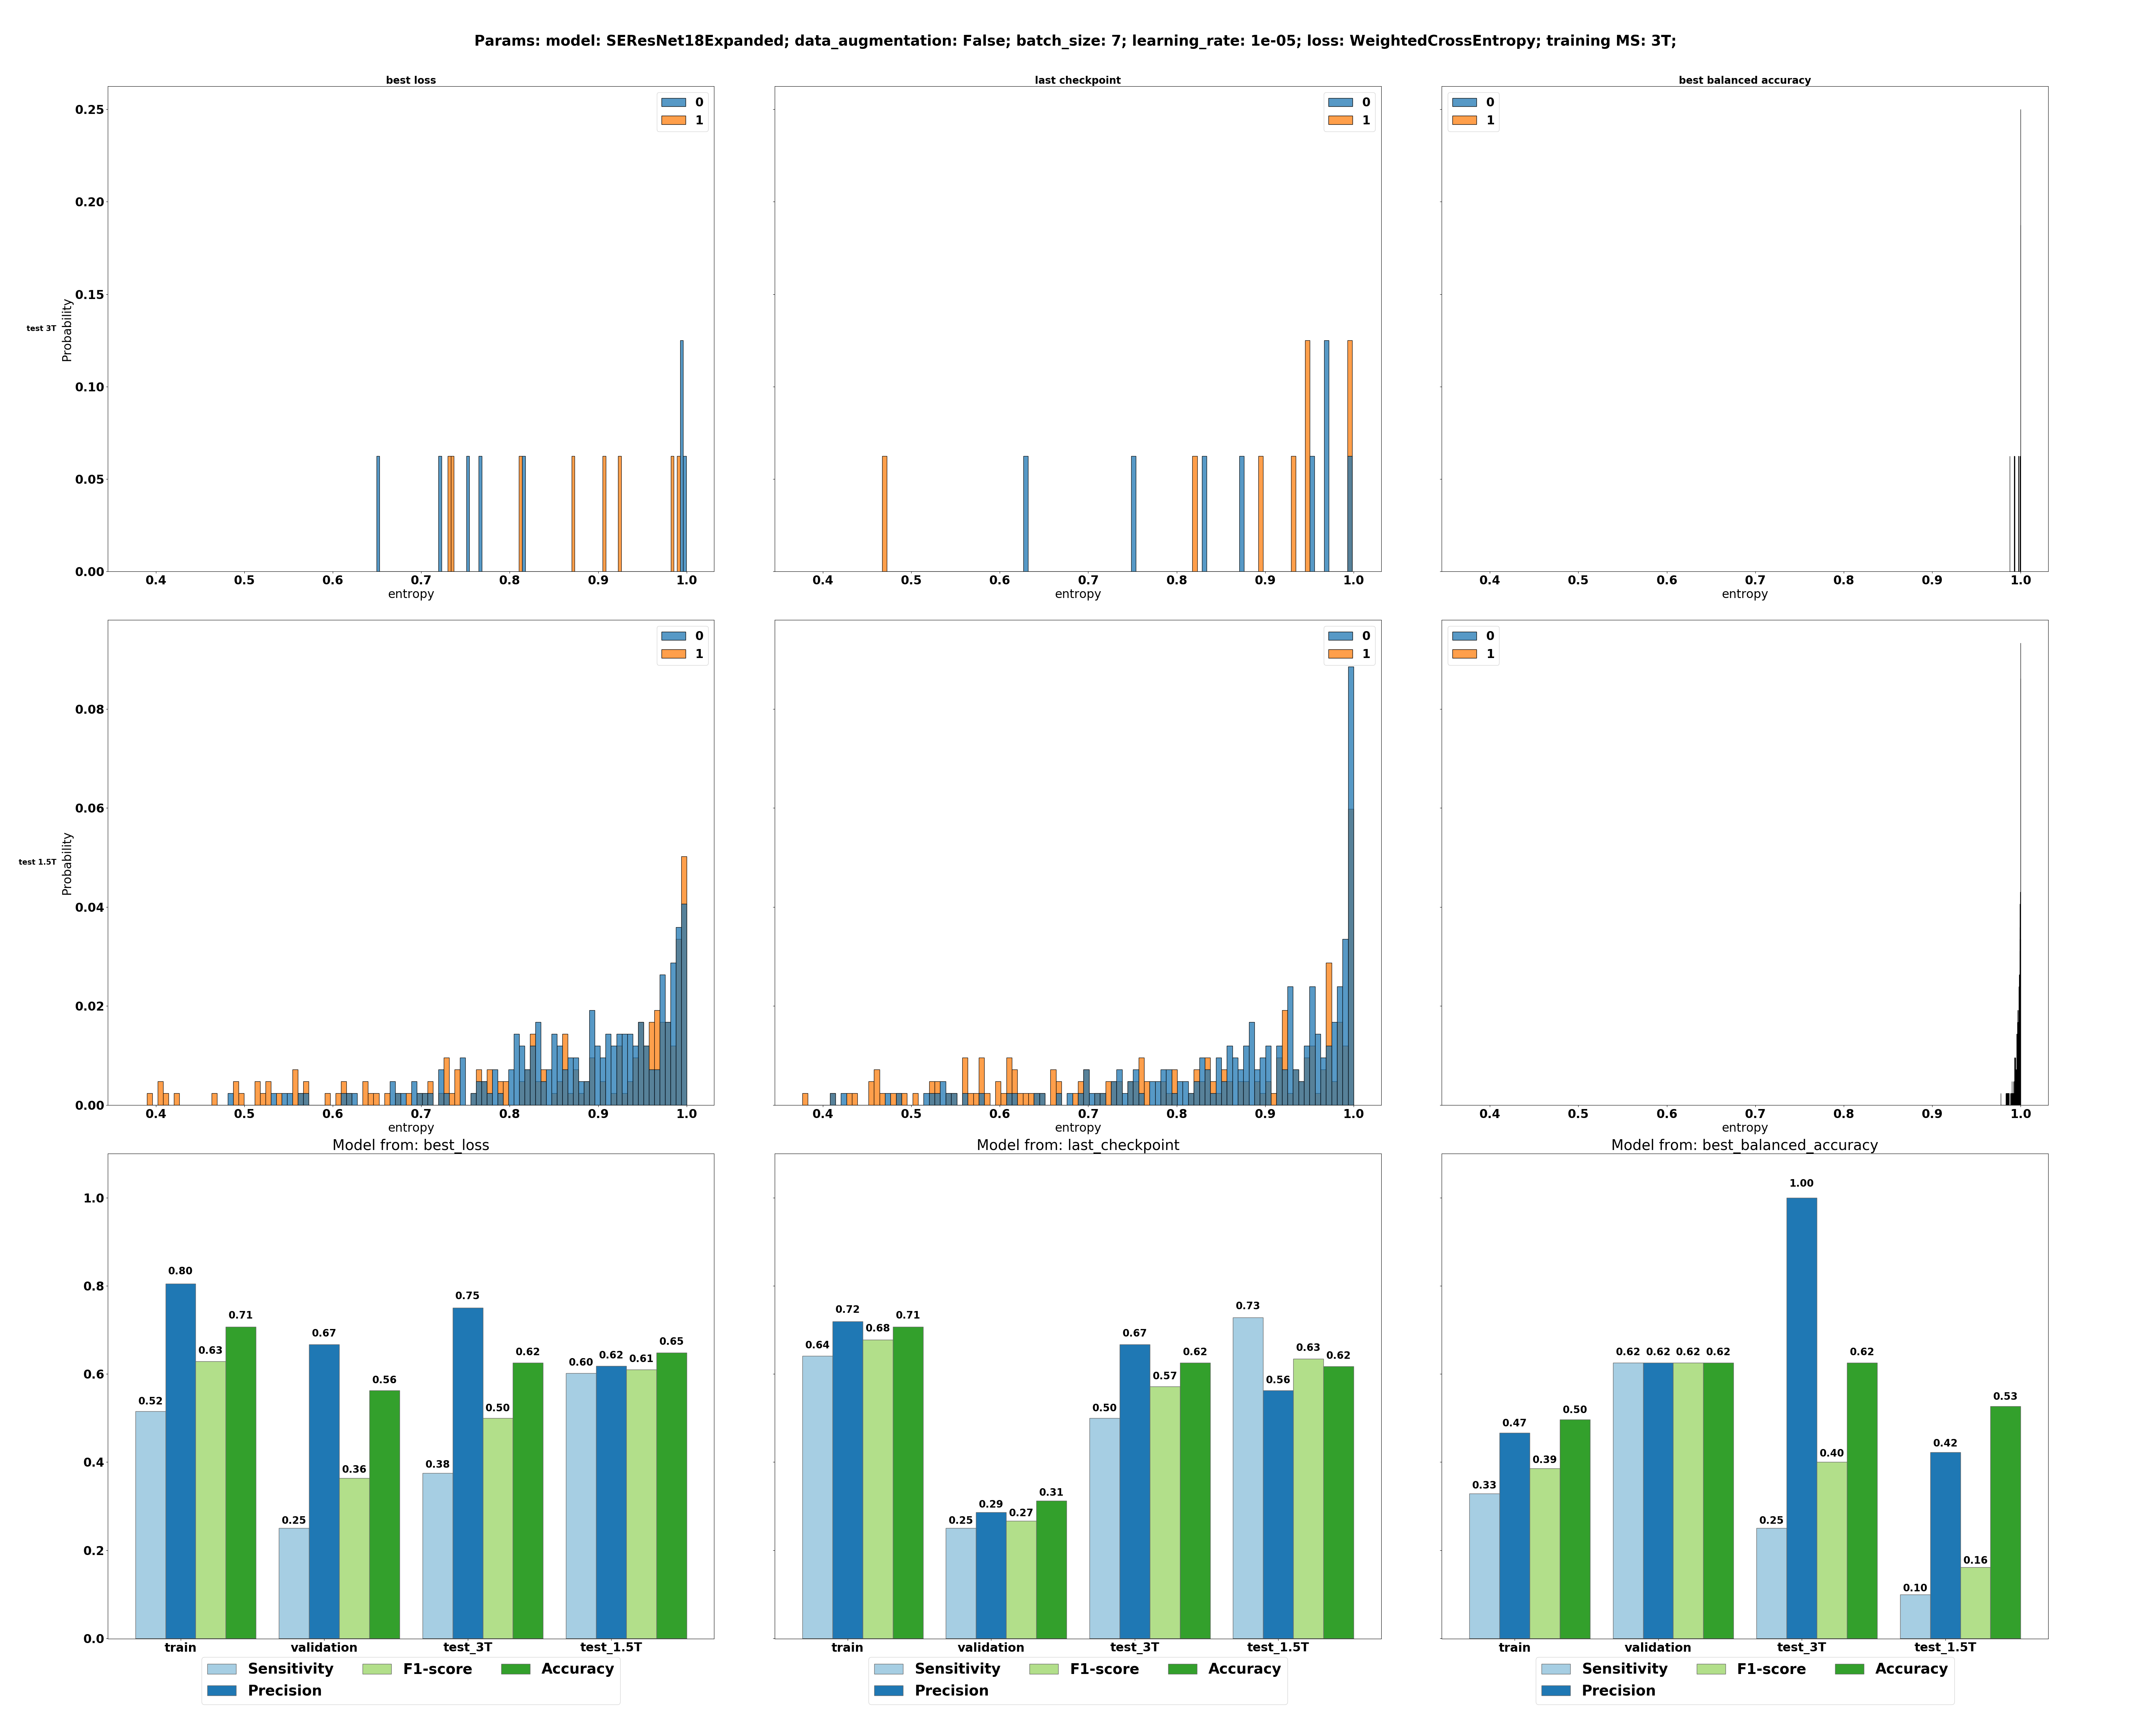 Params: model: SEResNet18Expanded; data_augmentation: False; batch_size: 7; learning_rate: 1e-05; loss: WeightedCrossEntropy; training MS: 3T;
best loss
last checkpoint
best balanced accuracy
test 3T
Probability
0.25
0.20
0.15
0.10
0.05
0.00
0
1
0
1
0
1
0.4 0.5 0.6 0.7 0.8 0.9 1.0
entropy
0.4 0.5 0.6 0.7 0.8 0.9 1.0
entropy
0.4 0.5 0.6 0.7 0.8 0.9 1.0
entropy
test 1.5T
Probability
0.08
0.06
0.04
0.02
0.00
0
1
0
1
0
1
0.4 0.5 0.6 0.7 0.8 0.9 1.0
entropy
0.4 0.5 0.6 0.7 0.8 0.9 1.0
entropy
0.4 0.5 0.6 0.7 0.8 0.9 1.0
entropy
Model from: best_loss
1.0
0.8
0.6
0.4
0.2
0.0
0.52 0.80 0.63 0.71
0.25 0.67 0.36 0.56
0.38 0.75 0.50 0.62
0.60 0.62 0.61 0.65
train validation test_3T test_1.5T
Sensitivity F1-score Accuracy
Precision
Model from: last_checkpoint
0.64 0.72 0.68 0.71
0.25 0.29 0.27 0.31
0.50 0.67 0.57 0.62
0.73 0.56 0.63 0.62
train validation test_3T test_1.5T
Sensitivity F1-score Accuracy
Precision
Model from: best_balanced_accuracy
0.33 0.47 0.39 0.50
0.62 0.62 0.62 0.62
0.25 1.00 0.40 0.62
0.10 0.42 0.16 0.53
train validation test_3T test_1.5T
Sensitivity F1-score Accuracy
Precision